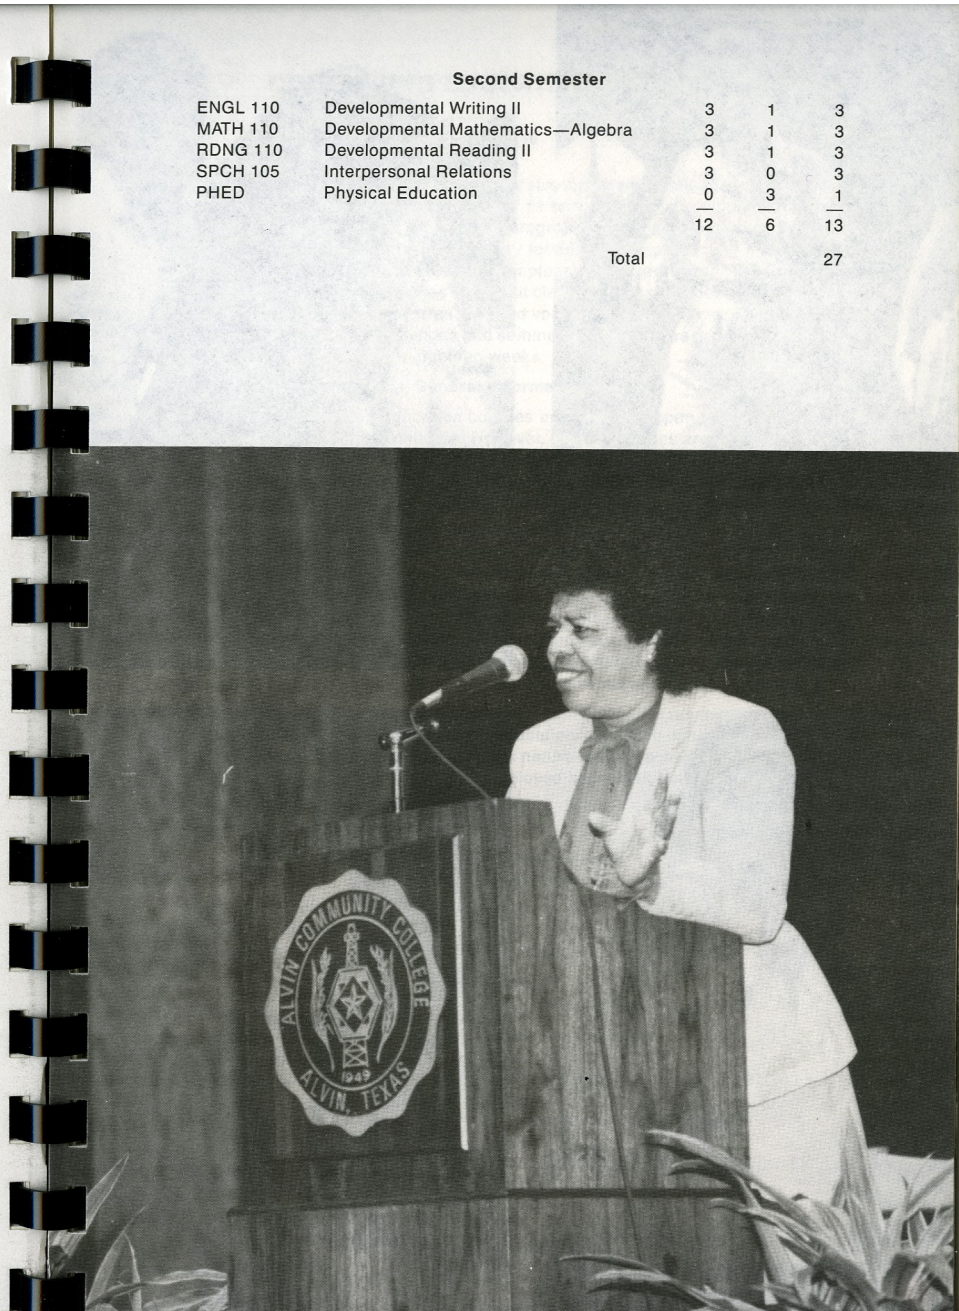 Second Semester
ENGL 110 Developmental Writing II 3 1 3
MATH 110 Developmental Mathematics—Algebra 3 1 3
RDNG 110 Developmental Reading II 3 1 3
SPCH 105 Interpersonal Relations 3 0 3
PHED Physical Education 0 3 1
12 6 13
Total 27
ALVIN COMMUNITY COLLEGE
1949
ALVIN, TEXAS